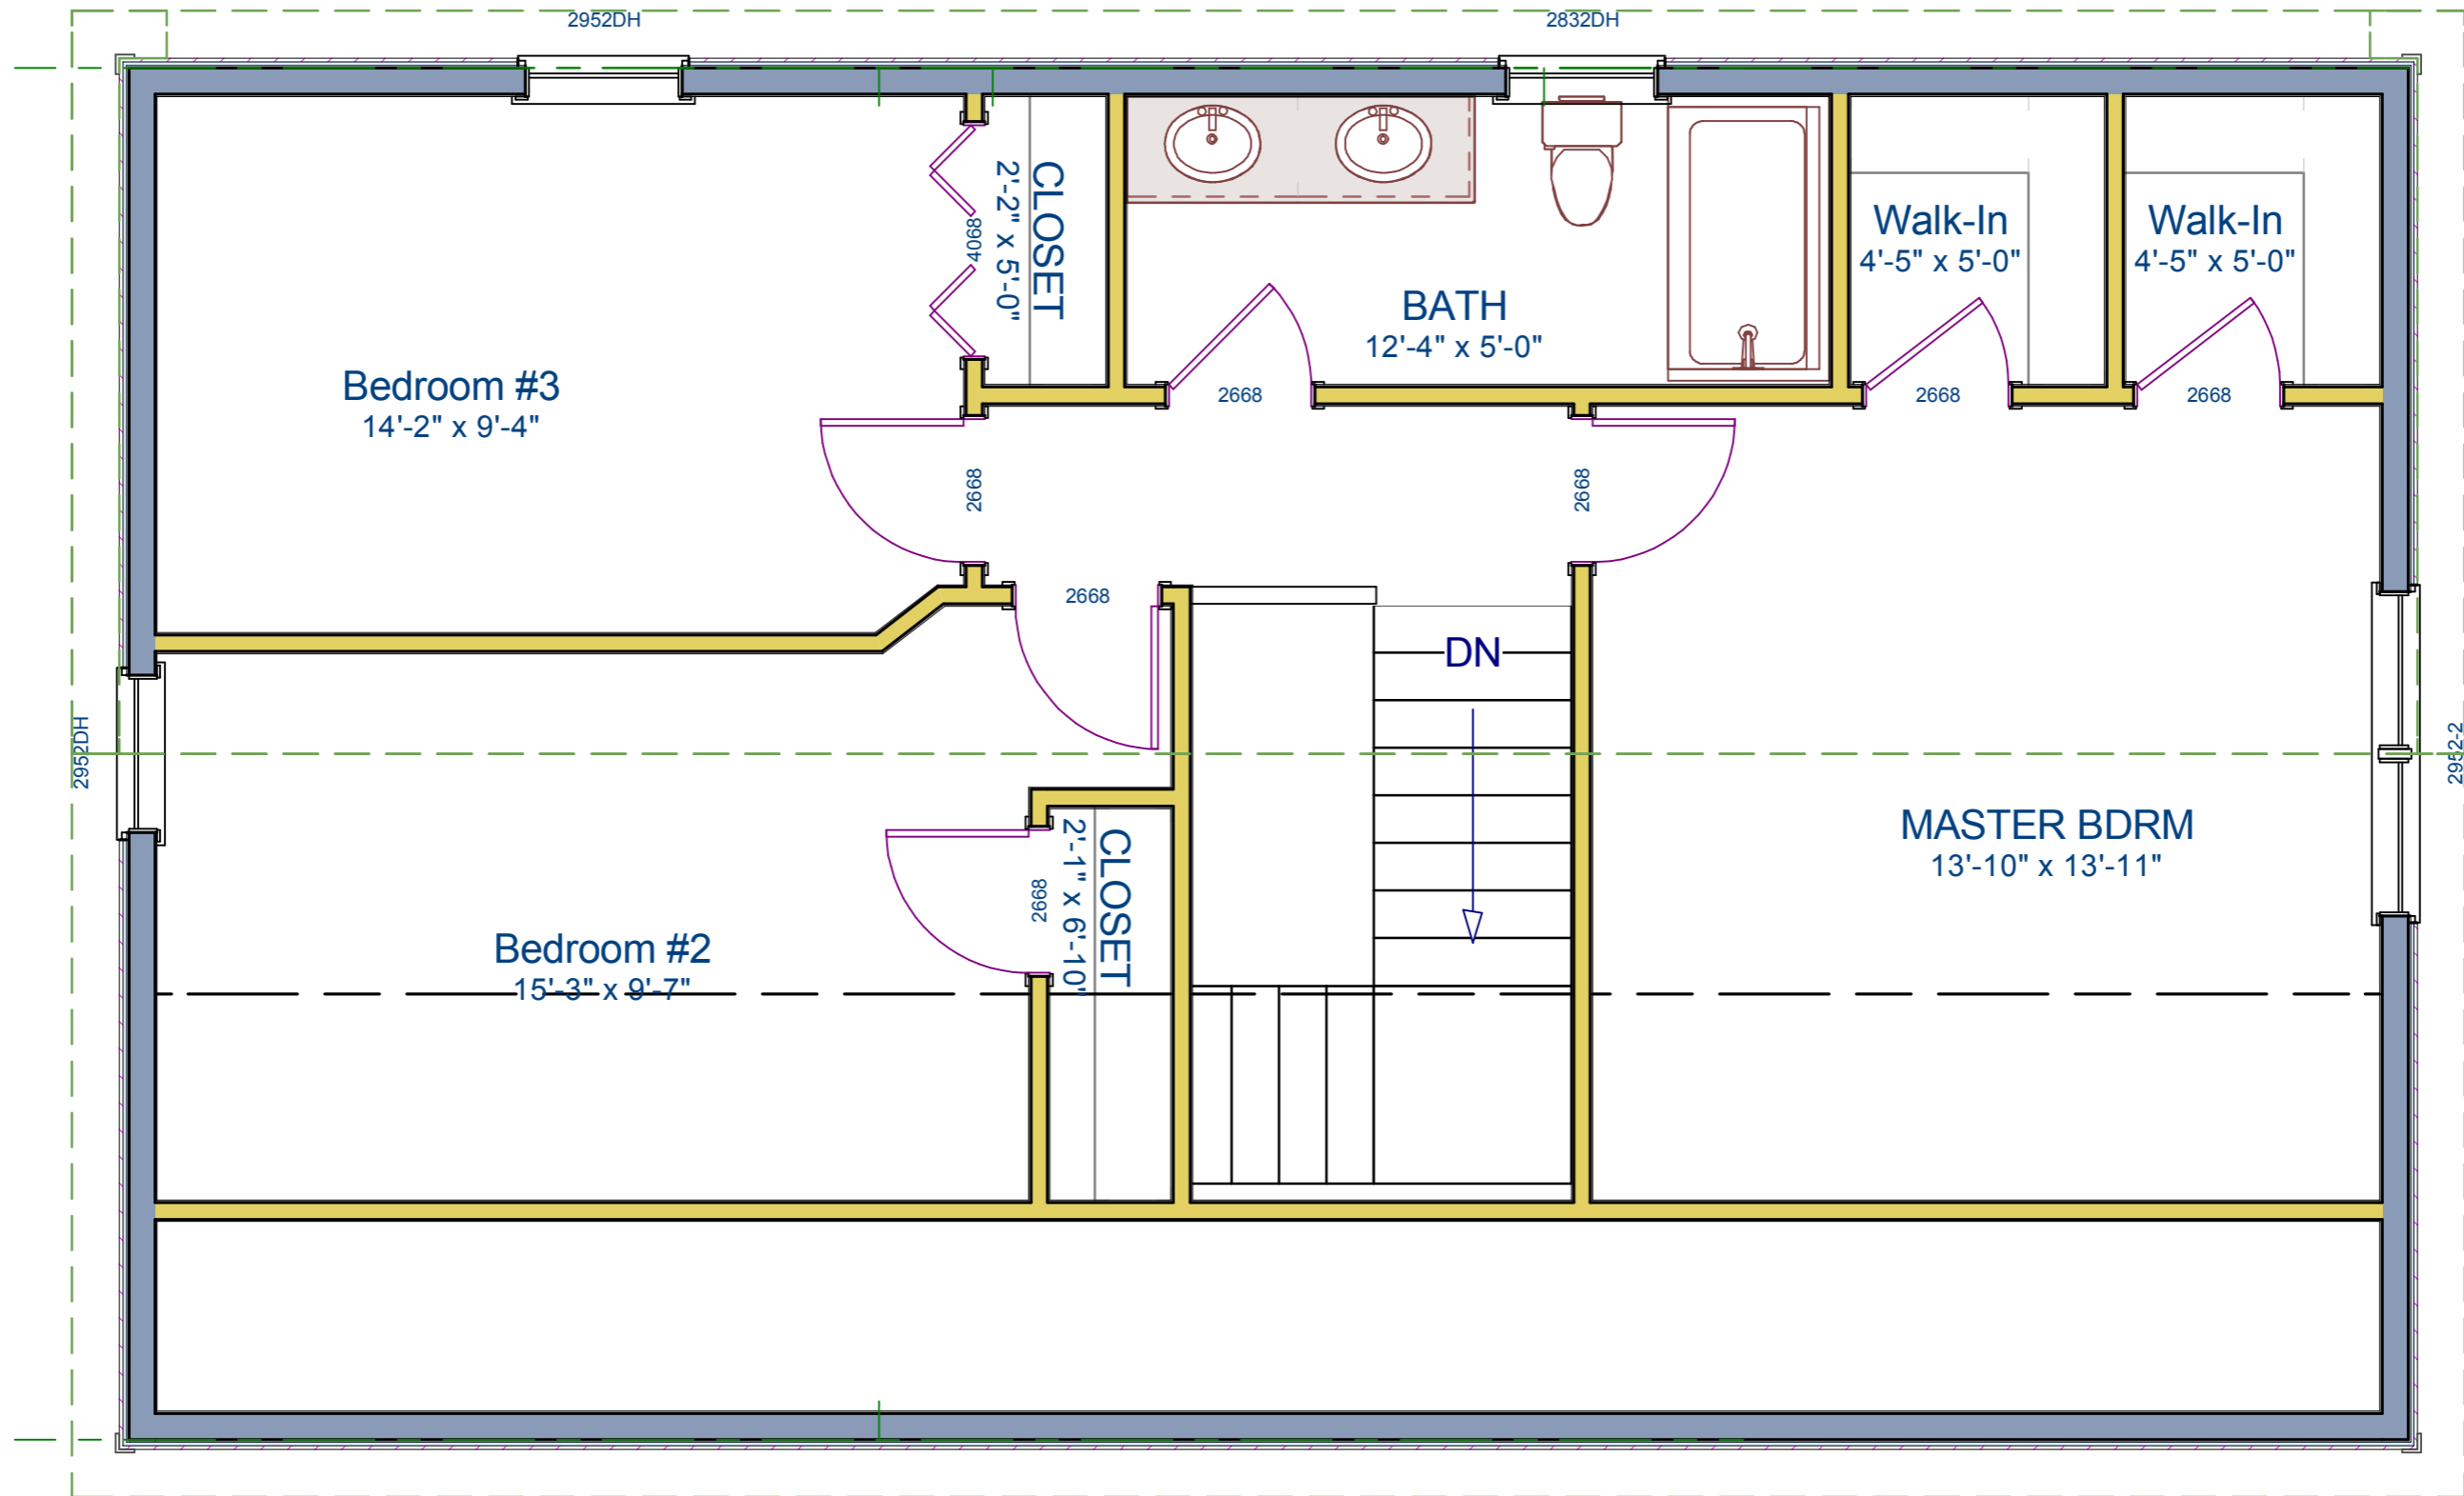 2952DH
2832DH
CLOSET
2'-2" x 5'-0"
4068
Walk-In
4'-5" x 5'-0"
Walk-In
4'-5" x 5'-0"
BATH
12'-4" x 5'-0"
Bedroom #3
14'-2" x 9'-4"
2668
2668
2668
2668
2668
2668
DN
2952DH
2952-2
MASTER BDRM
13'-10" x 13'-11"
CLOSET
2'-1" x 6'-10"
2668
Bedroom #2
15'-3" x 9'-7"